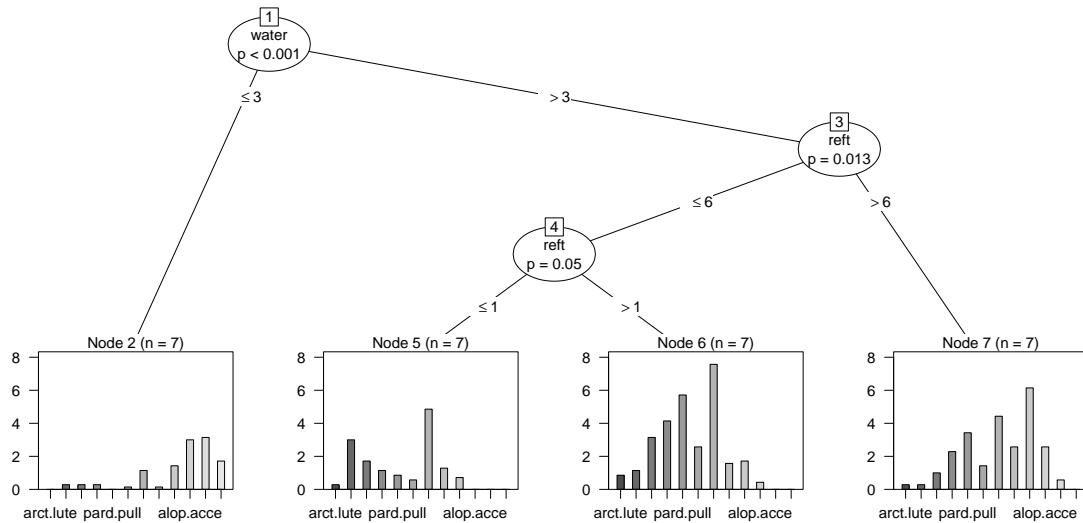 1
water
p < 0.001
≤ 3
> 3
3
reft
p = 0.013
≤ 6
> 6
4
reft
p = 0.05
≤ 1
> 1
Node 2 (n = 7)
8
6
4
2
0
arct.lute pard.pull alop.acce
Node 5 (n = 7)
8
6
4
2
0
arct.lute pard.pull alop.acce
Node 6 (n = 7)
8
6
4
2
0
arct.lute pard.pull alop.acce
Node 7 (n = 7)
8
6
4
2
0
arct.lute pard.pull alop.acce